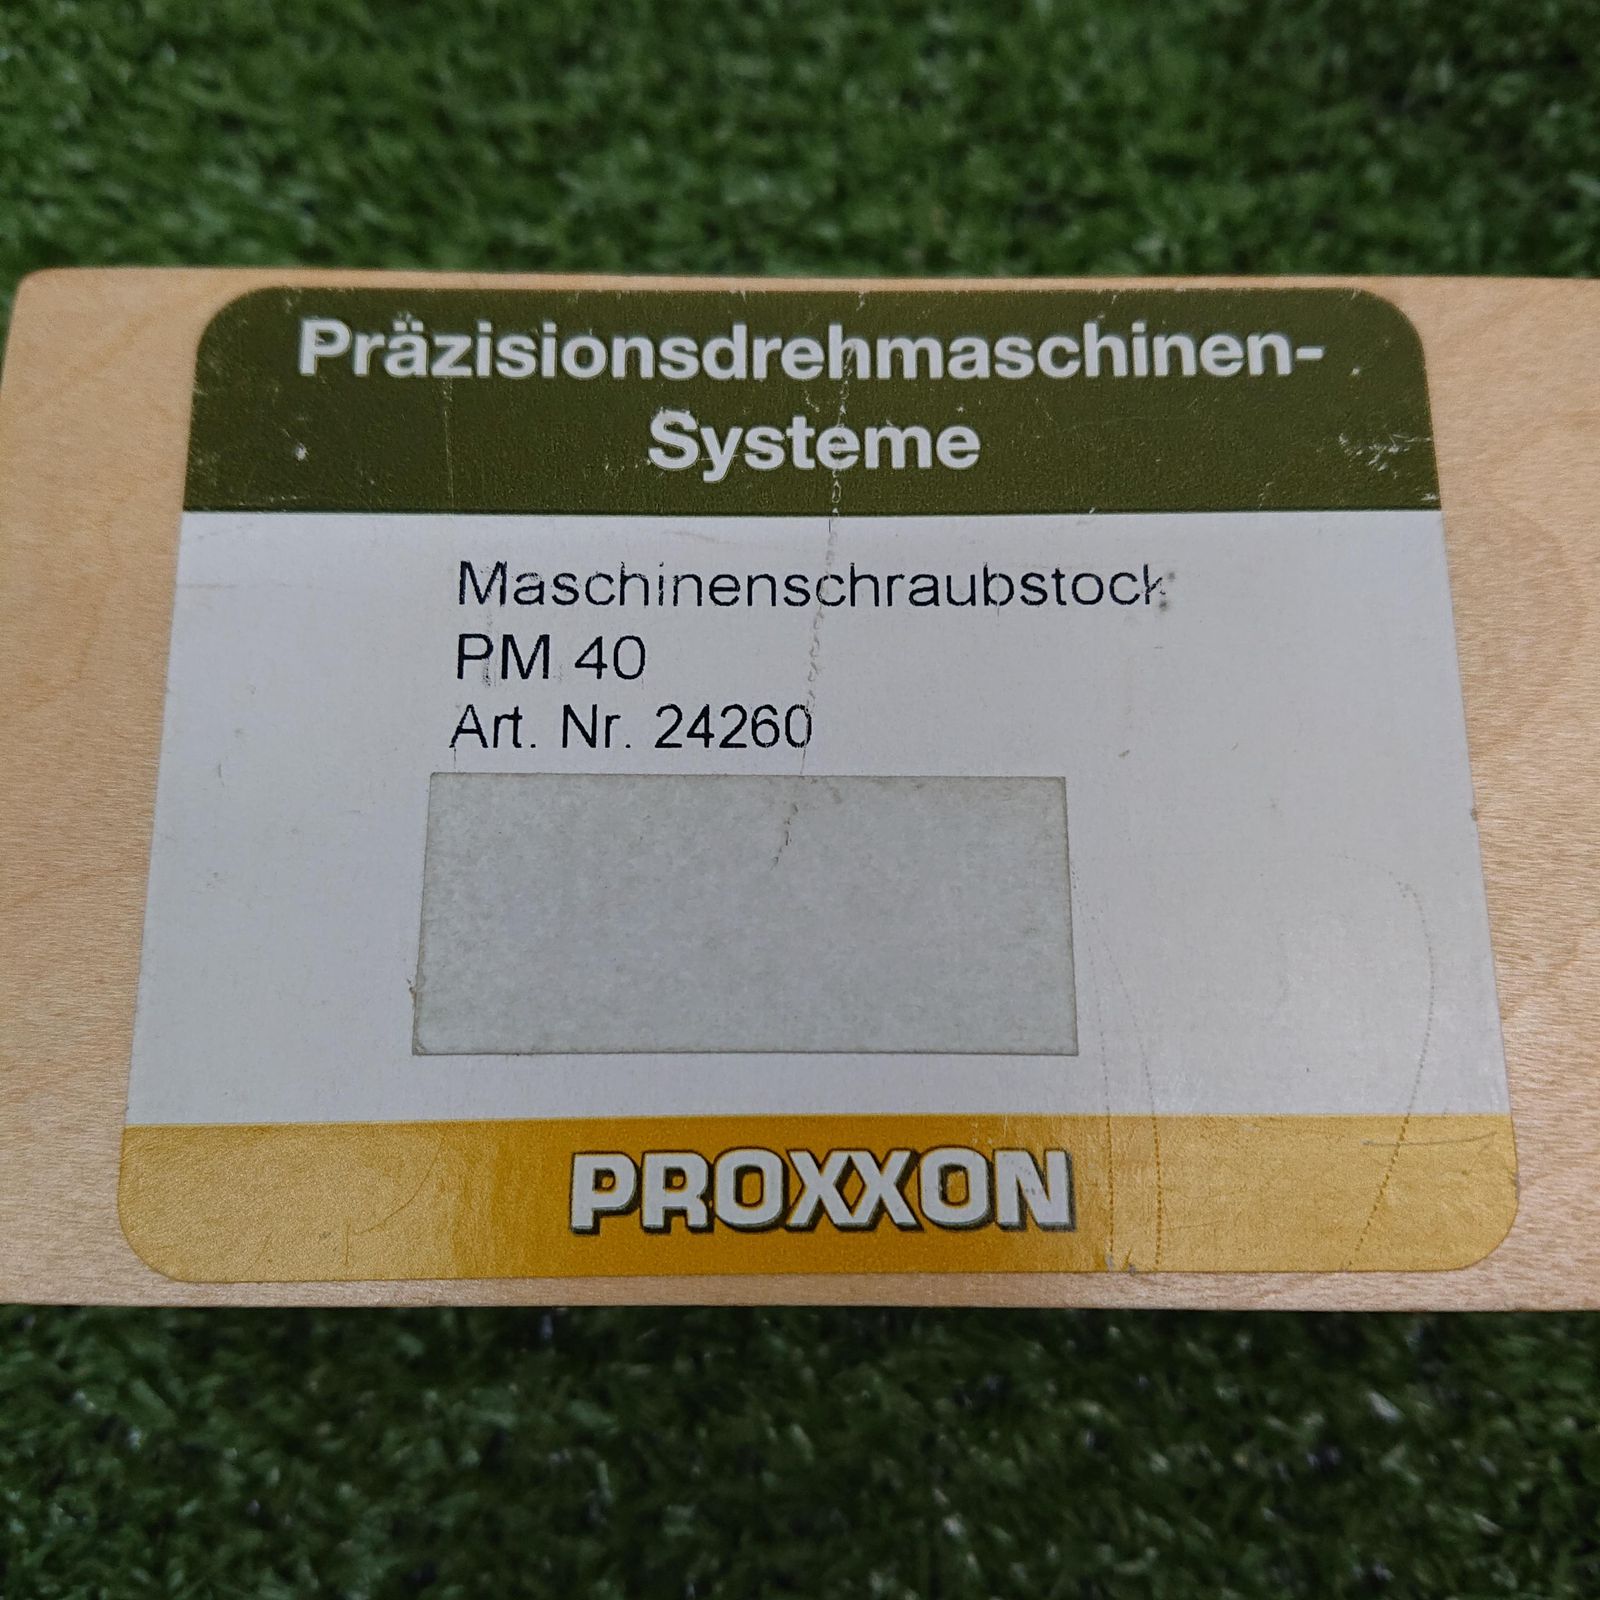 Präzisionsdrehmaschinen-
Systeme
Maschinenschraubstock
PM 40
Art. Nr. 24260
PROXXON